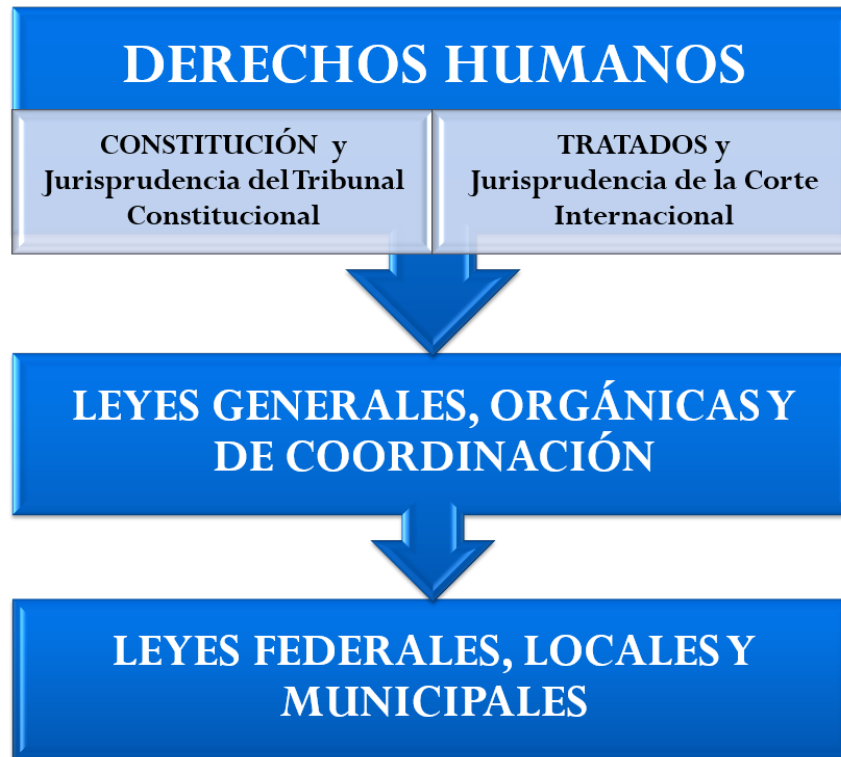 DERECHOS HUMANOS
CONSTITUCIÓN y
Jurisprudencia del Tribunal
Constitucional
TRATADOS y
Jurisprudencia de la Corte
Internacional
LEYES GENERALES, ORGÁNICAS Y
DE COORDINACIÓN
LEYES FEDERALES, LOCALES Y
MUNICIPALES